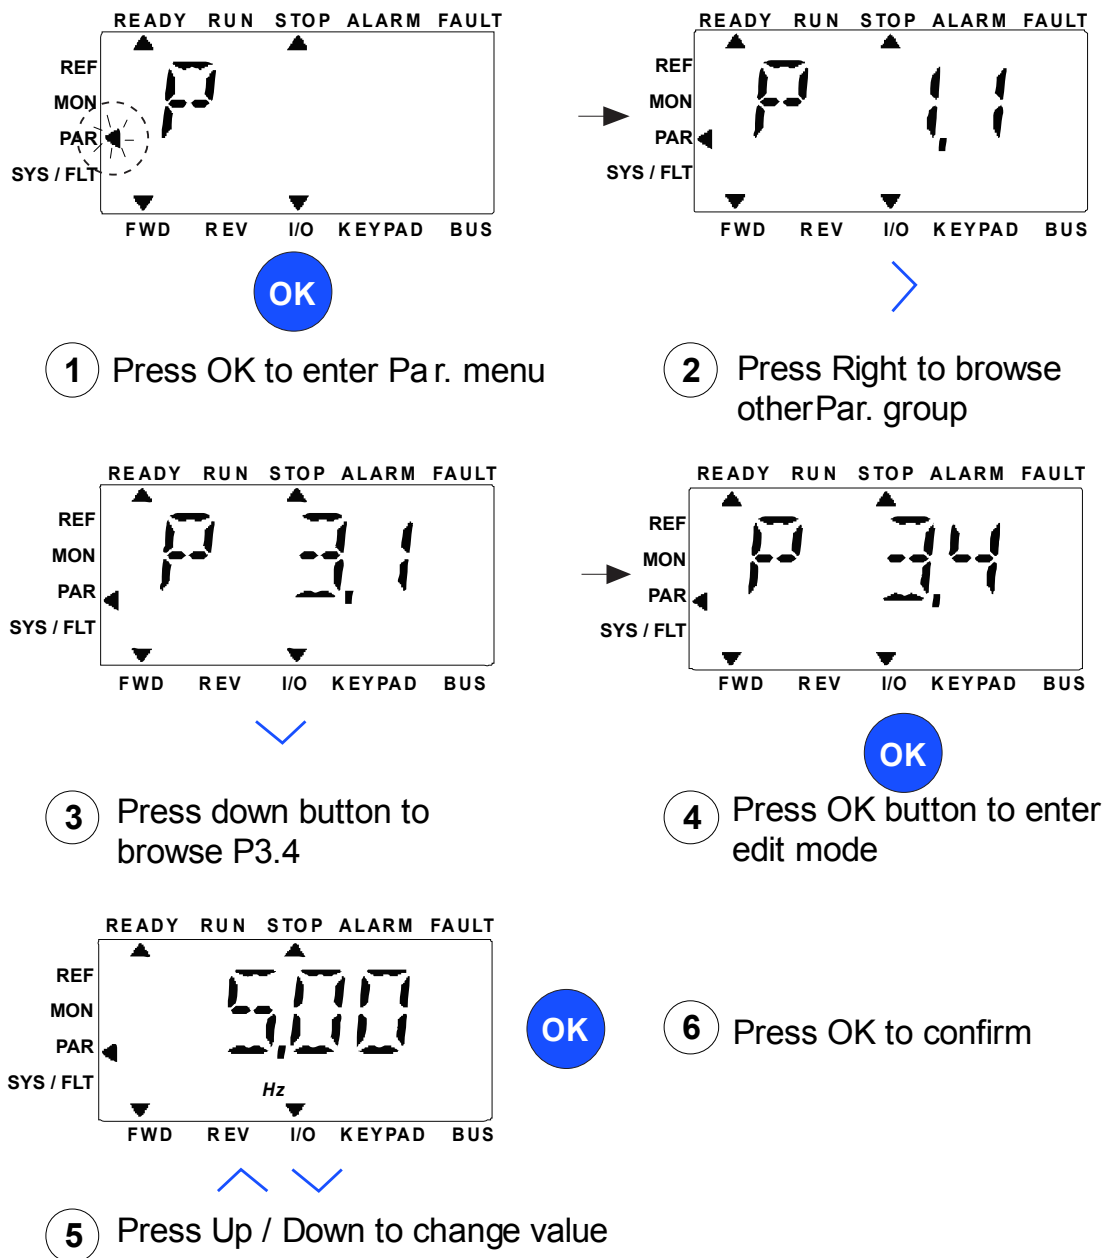 READY RUN STOP ALARM FAULT
REF
P
MON
PAR
SYS / FLT
FWD REV I/O KEYPAD BUS
OK
1 Press OK to enter Par. menu
READY RUN STOP ALARM FAULT
REF
P 1,1
MON
PAR
SYS / FLT
FWD REV I/O KEYPAD BUS
2 Press Right to browse
otherPar. group
READY RUN STOP ALARM FAULT
REF
P 3,1
MON
PAR
SYS / FLT
FWD REV I/O KEYPAD BUS
3 Press down button to
browse P3.4
READY RUN STOP ALARM FAULT
REF
P 3,4
MON
PAR
SYS / FLT
FWD REV I/O KEYPAD BUS
OK
4 Press OK button to enter
edit mode
READY RUN STOP ALARM FAULT
REF
5,00
MON
PAR
SYS / FLT
Hz
FWD REV I/O KEYPAD BUS
5 Press Up / Down to change value
OK
6 Press OK to confirm